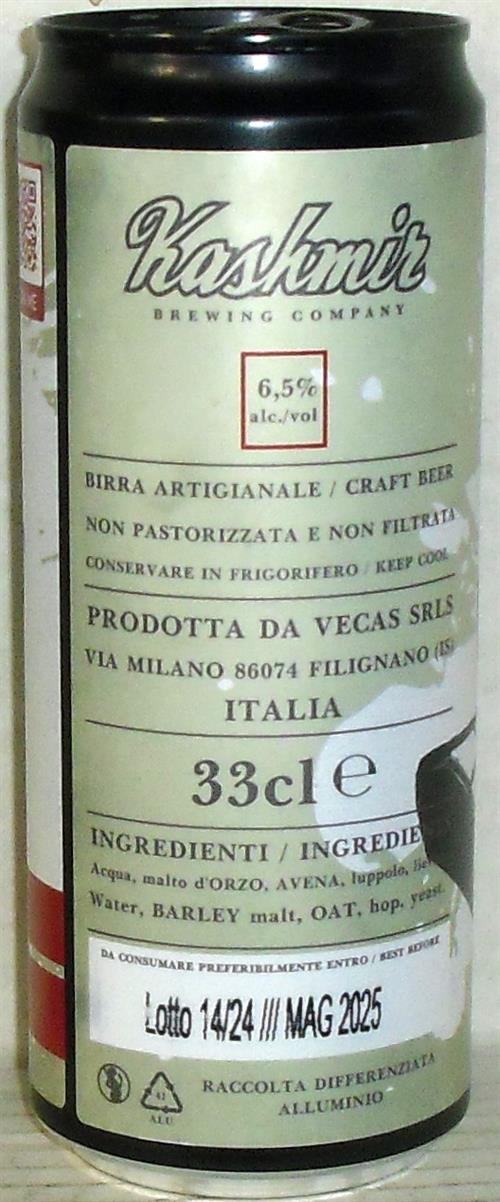 Kashmir
BREWING COMPANY
6,5%
alc./vol
BIRRA ARTIGIANALE / CRAFT BEER
NON PASTORIZZATA E NON FILTRATA
CONSERVARE IN FRIGORIFERO / KEEP COOL
PRODOTTA DA VECAS SRLS
VIA MILANO 86074 FILIGNANO (IS)
ITALIA
33cl e
INGREDIENTI / INGREDIE
Acqua, malto d'ORZO, AVENA, luppolo,
Water, BARLEY malt, OAT, hop, yeast.
DA CONSUMARE PREFERIBILMENTE ENTRO / BEST BEFORE
Lotto 14/24 /// MAG 2025
41
ALU
RACCOLTA DIFFERENZIATA
ALLUMINIO